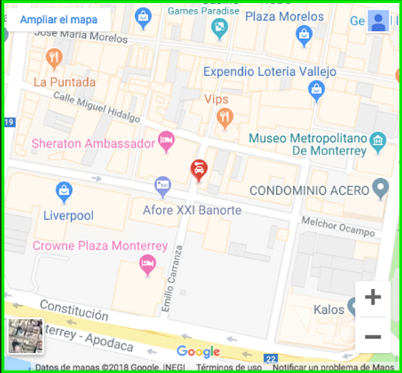 Games Paradise
Plaza Morelos
Ampliar el mapa
José María Morelos
La Puntada
Expendio Loteria Vallejo
Calle Miguel Hidalgo
Vips
19
Sheraton Ambassador
Museo Metropolitano
De Monterrey
CONDOMINIO ACERO
Liverpool
Afore XXI Banorte
Melchor Ocampo
Crowne Plaza Monterrey
Emilio Carranza
Constitución
Kalos
+
Monterrey - Apodaca
−
Google
22
Datos de mapas ©2018 Google, INEGI
Términos de uso
Notificar un problema de Maps